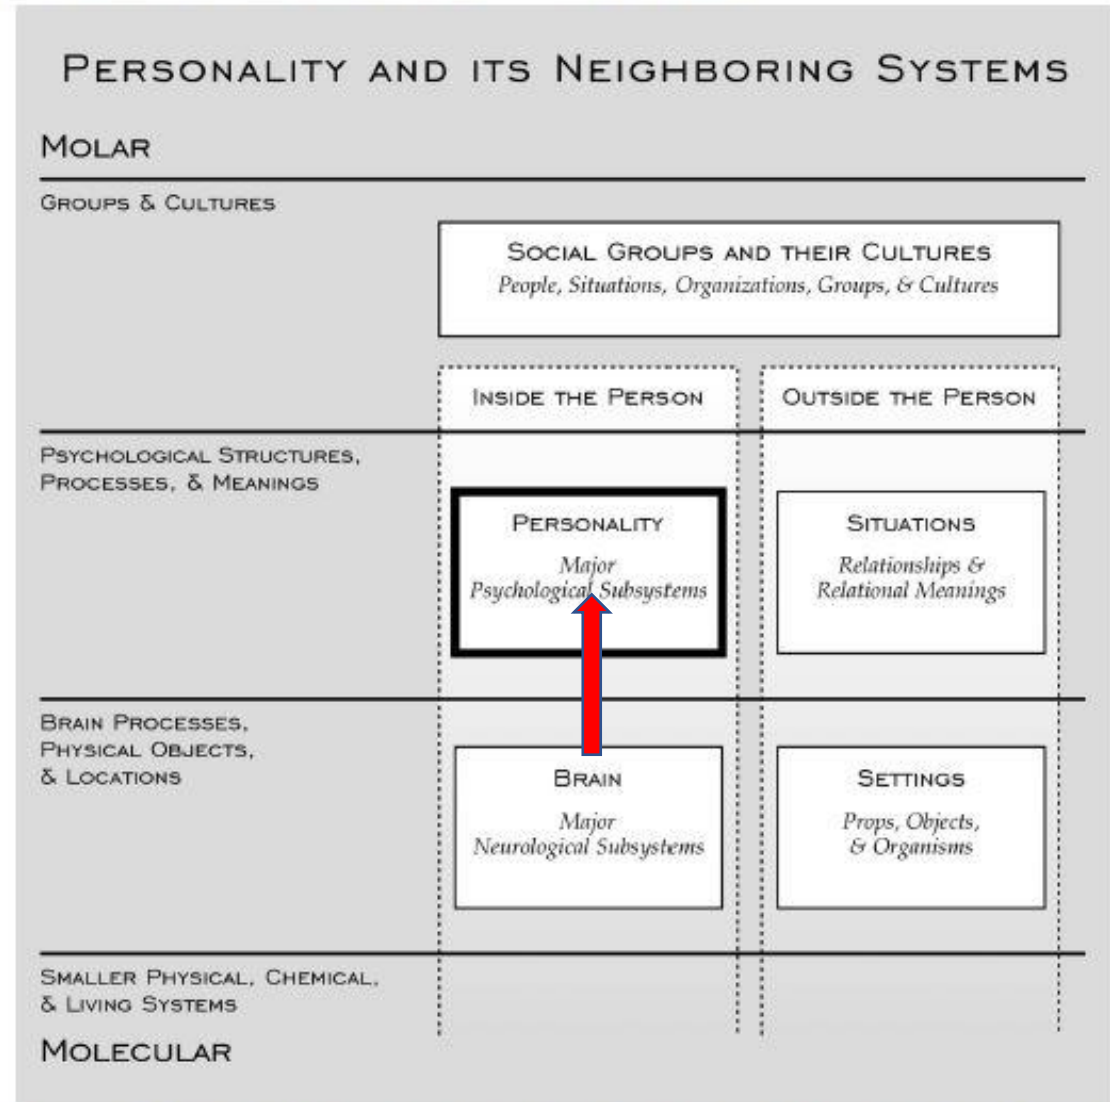 PERSONALITY AND ITS NEIGHBORING SYSTEMS
MOLAR
GROUPS & CULTURES
SOCIAL GROUPS AND THEIR CULTURES
People, Situations, Organizations, Groups, & Cultures
INSIDE THE PERSON
OUTSIDE THE PERSON
PSYCHOLOGICAL STRUCTURES,
PROCESSES, & MEANINGS
PERSONALITY
Major
Psychological Subsystems
SITUATIONS
Relationships &
Relational Meanings
BRAIN PROCESSES,
PHYSICAL OBJECTS,
& LOCATIONS
BRAIN
Major
Neurological Subsystems
SETTINGS
Props, Objects,
& Organisms
SMALLER PHYSICAL, CHEMICAL,
& LIVING SYSTEMS
MOLECULAR